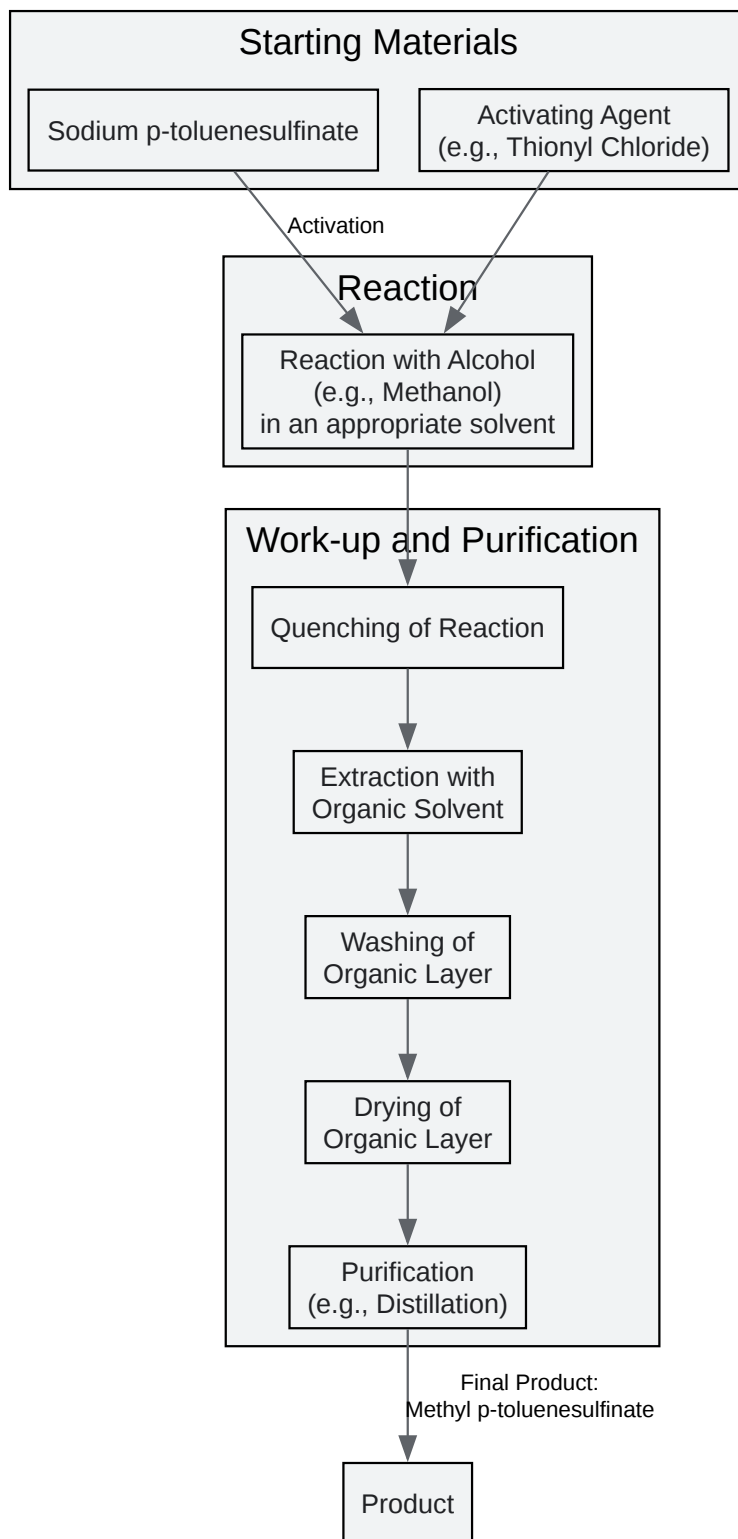 Starting Materials
Sodium p-toluenesulfinate
Activating Agent
(e.g., Thionyl Chloride)
Activation
Reaction
Reaction with Alcohol
(e.g., Methanol)
in an appropriate solvent
Work-up and Purification
Quenching of Reaction
Extraction with
Organic Solvent
Washing of
Organic Layer
Drying of
Organic Layer
Purification
(e.g., Distillation)
Final Product:
Methyl p-toluenesulfinate
Product